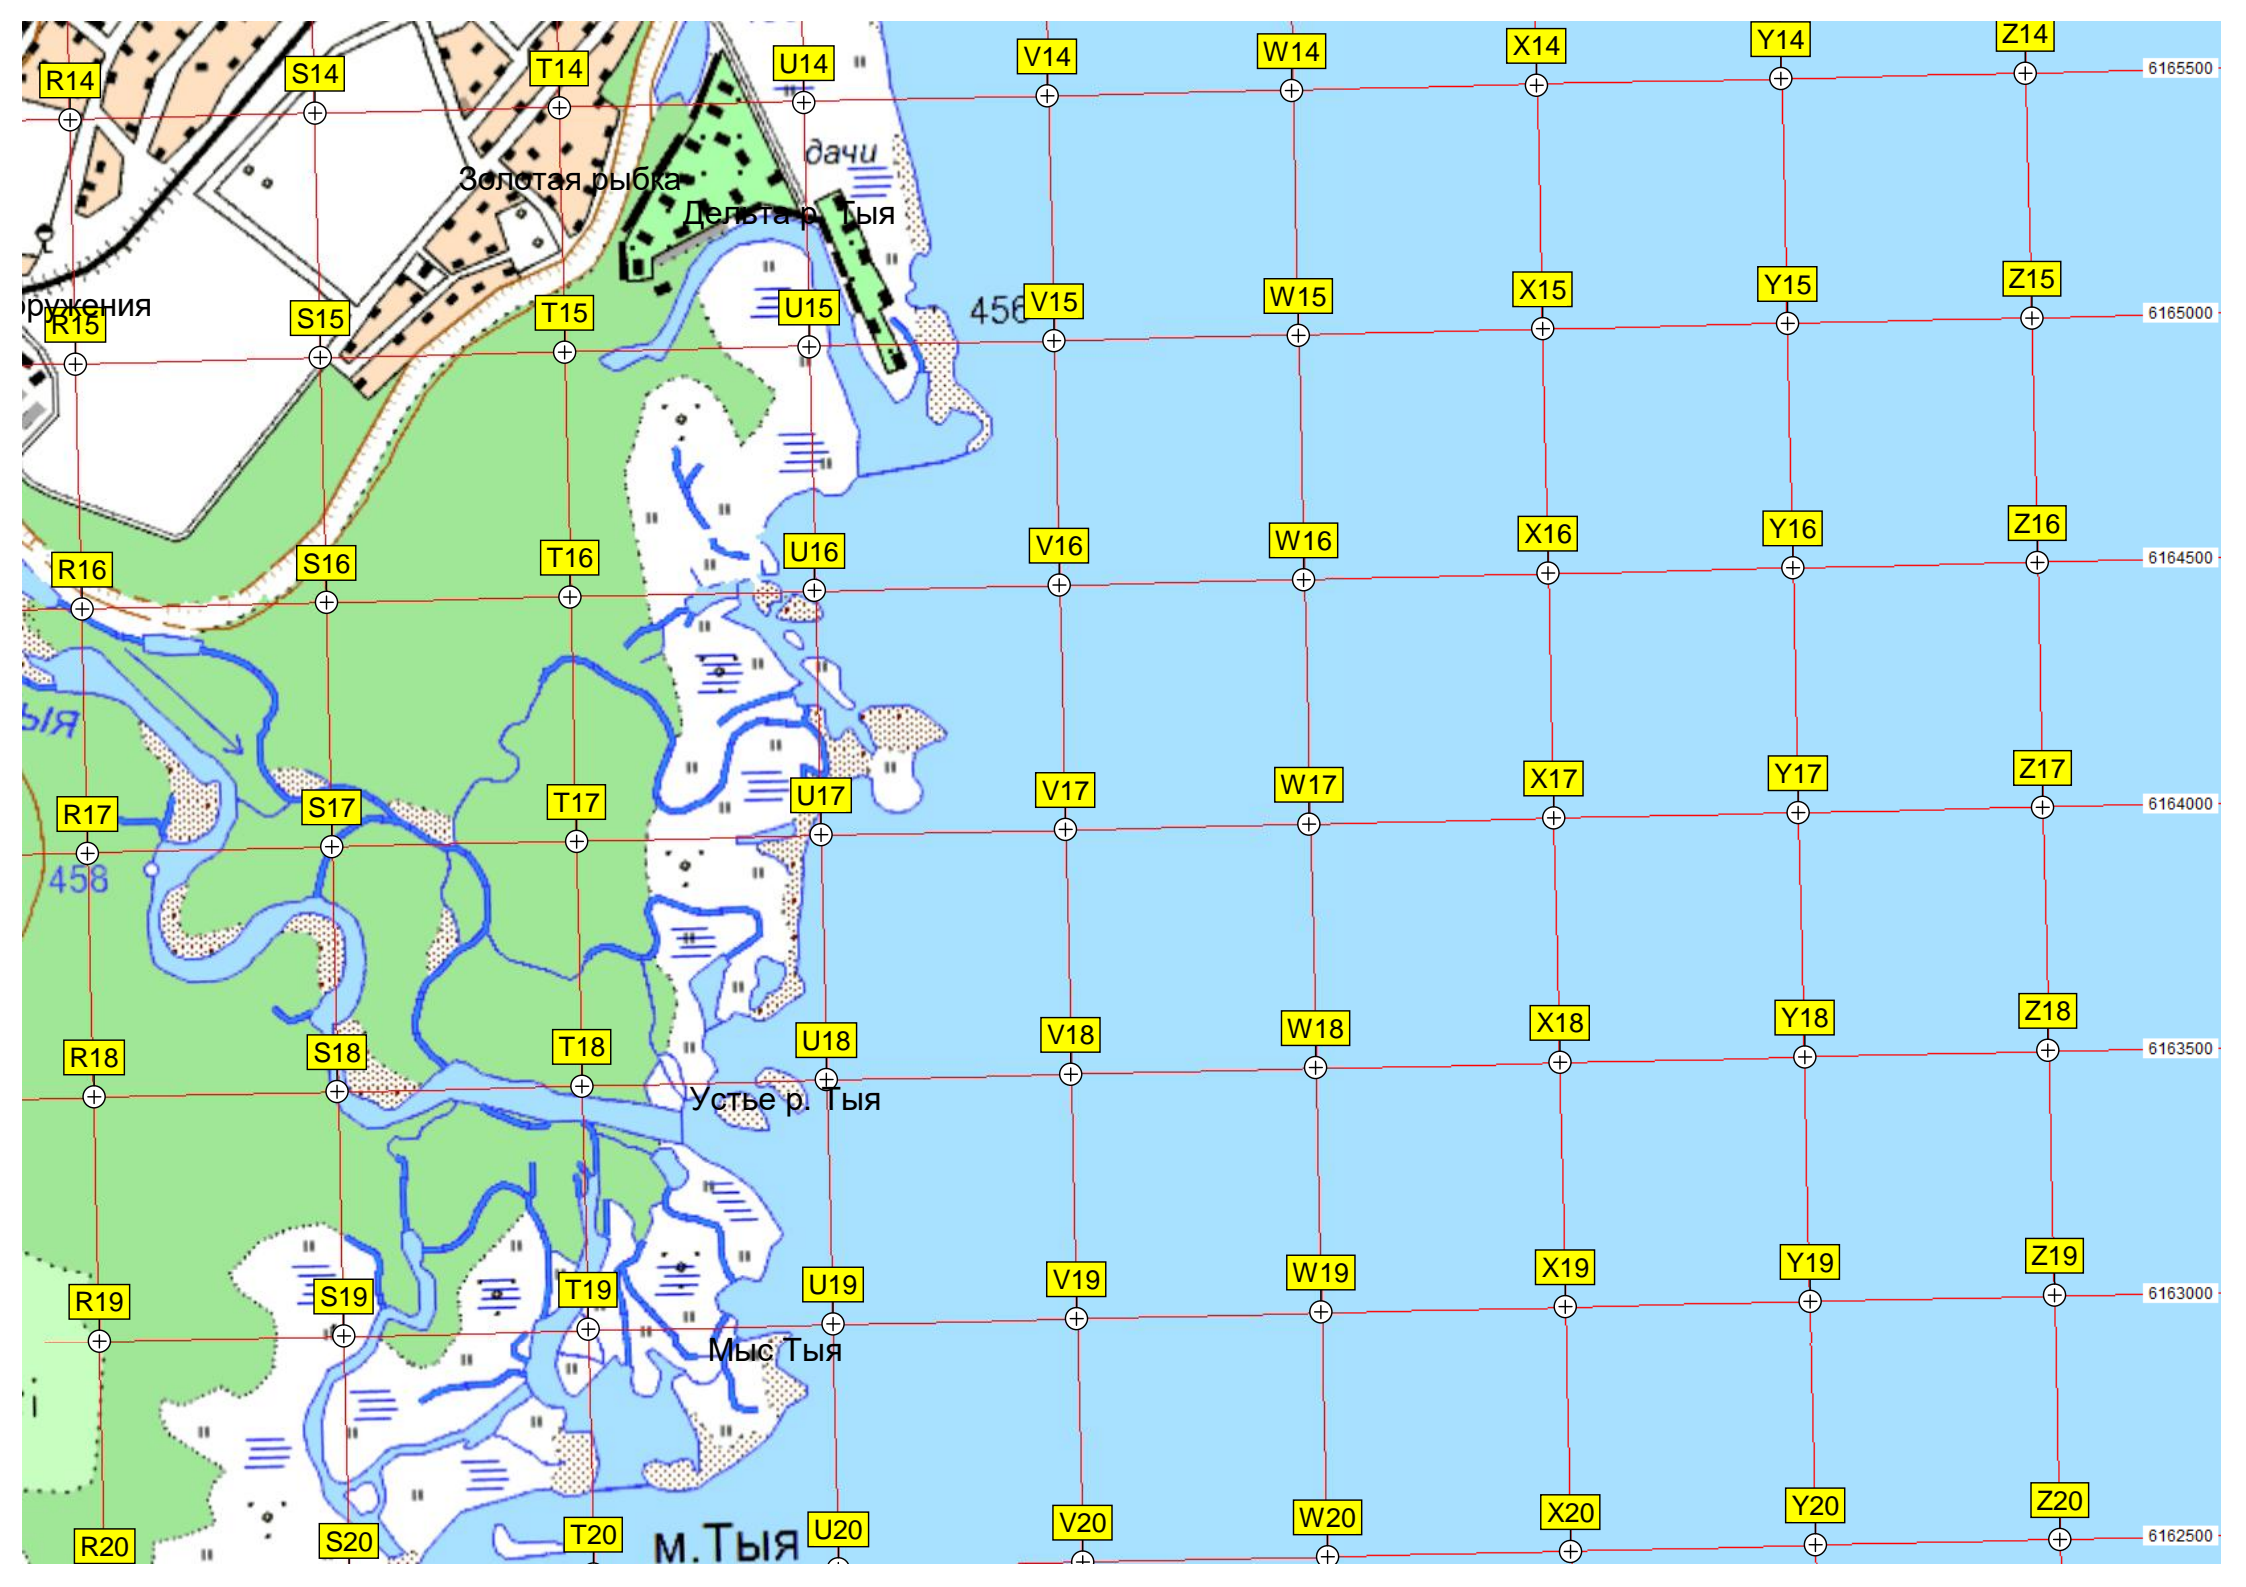 R14 S14 T14 U14 V14 W14 X14 Y14 Z14
6165500
дачи
Золотая рыбка
Дельта р. Тыя
оружения
R15 S15 T15 U15 456 V15 W15 X15 Y15 Z15
6165000
R16 S16 T16 U16 V16 W16 X16 Y16 Z16
6164500
ыя
R17 S17 T17 U17 V17 W17 X17 Y17 Z17
6164000
458
R18 S18 T18 U18 V18 W18 X18 Y18 Z18
6163500
Устье р. Тыя
R19 S19 T19 U19 V19 W19 X19 Y19 Z19
6163000
Мыс Тыя
R20 S20 T20 U20 V20 W20 X20 Y20 Z20
6162500
м.Тыя